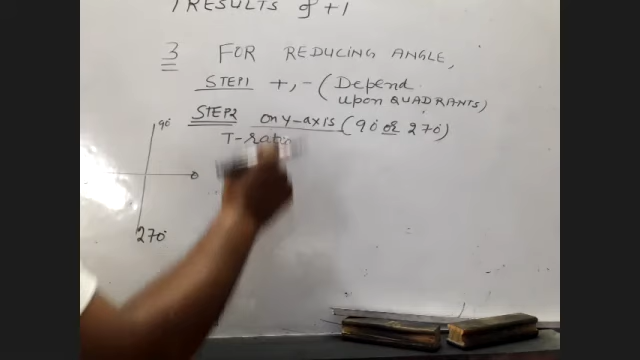 RESULTS of +1
3 FOR REDUCING ANGLE,
STEP1 +, - (Depend
upon QUADRANTS)
STEP2 on y-axis (90 or 270)
T-ratio
90
0
270